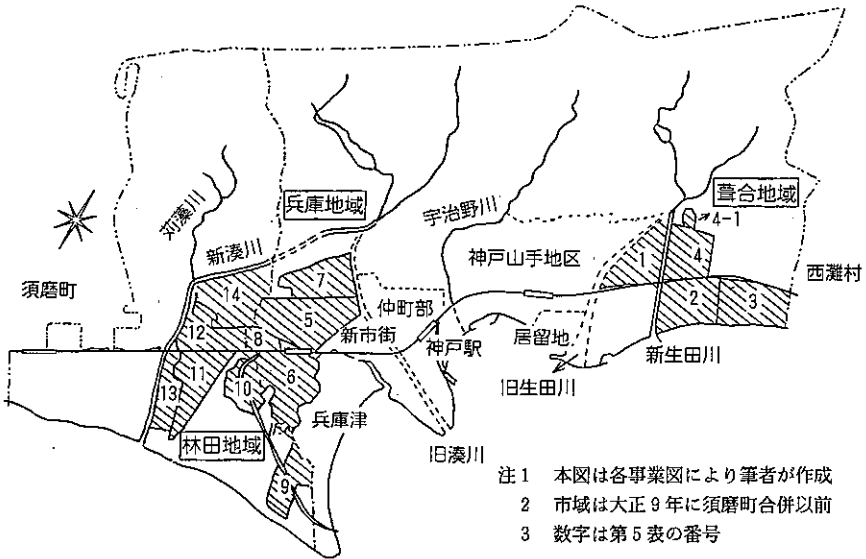 苅藻川
兵庫地域
宇治野川
葺合地域
4-1
新湊川
神戸山手地区
須磨町
西灘村
7
14
1
4
仲町部
5
2
3
12
8
新市街
神戸駅
居留地
新生田川
11
6
10
旧生田川
13
兵庫津
林田地域
旧湊川
9
注1 本図は各事業図により筆者が作成
2 市域は大正9年に須磨町合併以前
3 数字は第5表の番号